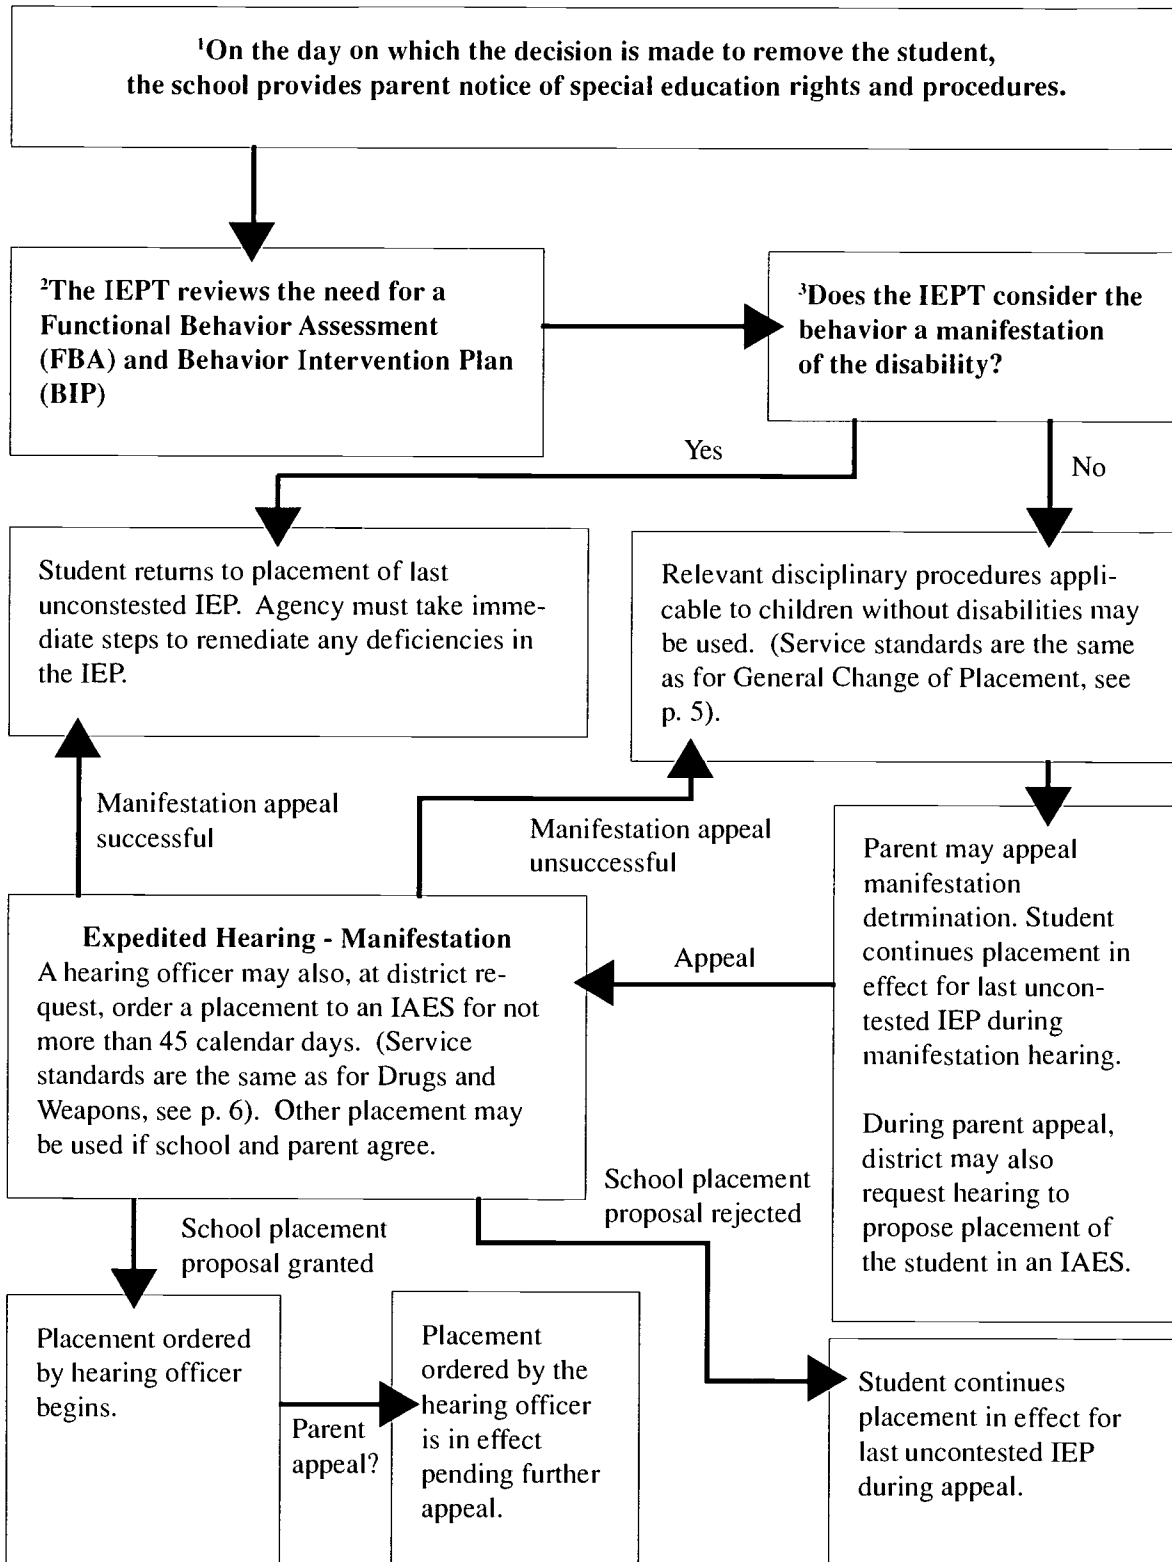 ¹On the day on which the decision is made to remove the student,
the school provides parent notice of special education rights and procedures.
²The IEPT reviews the need for a
Functional Behavior Assessment
(FBA) and Behavior Intervention Plan
(BIP)
³Does the IEPT consider the
behavior a manifestation
of the disability?
Yes
No
Student returns to placement of last
unconstested IEP. Agency must take imme-
diate steps to remediate any deficiencies in
the IEP.
Relevant disciplinary procedures appli-
cable to children without disabilities may
be used. (Service standards are the same
as for General Change of Placement, see
p. 5).
Manifestation appeal
successful
Manifestation appeal
unsuccessful
Parent may appeal
manifestation
detrmination. Student
continues placement in
effect for last uncon-
tested IEP during
manifestation hearing.
During parent appeal,
district may also
request hearing to
propose placement of
the student in an IAES.
Appeal
Expedited Hearing - Manifestation
A hearing officer may also, at district re-
quest, order a placement to an IAES for not
more than 45 calendar days. (Service
standards are the same as for Drugs and
Weapons, see p. 6). Other placement may
be used if school and parent agree.
School placement
proposal granted
School placement
proposal rejected
Placement ordered
by hearing officer
begins.
Parent
appeal?
Placement
ordered by the
hearing officer
is in effect
pending further
appeal.
Student continues
placement in effect for
last uncontested IEP
during appeal.